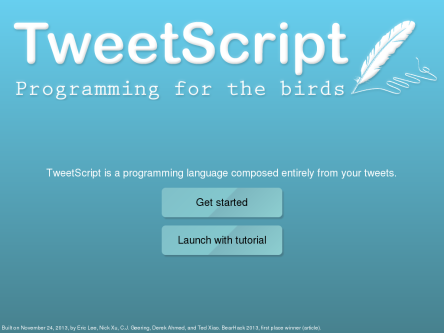 TweetScript
Programming for the birds
TweetScript is a programming language composed entirely from your tweets.
Get started
Launch with tutorial
Built on November 24, 2013, by Eric Lee, Nick Xu, C.J. Geering, Derek Ahmed, and Ted Xiao. BearHack 2013, first place winner (article).